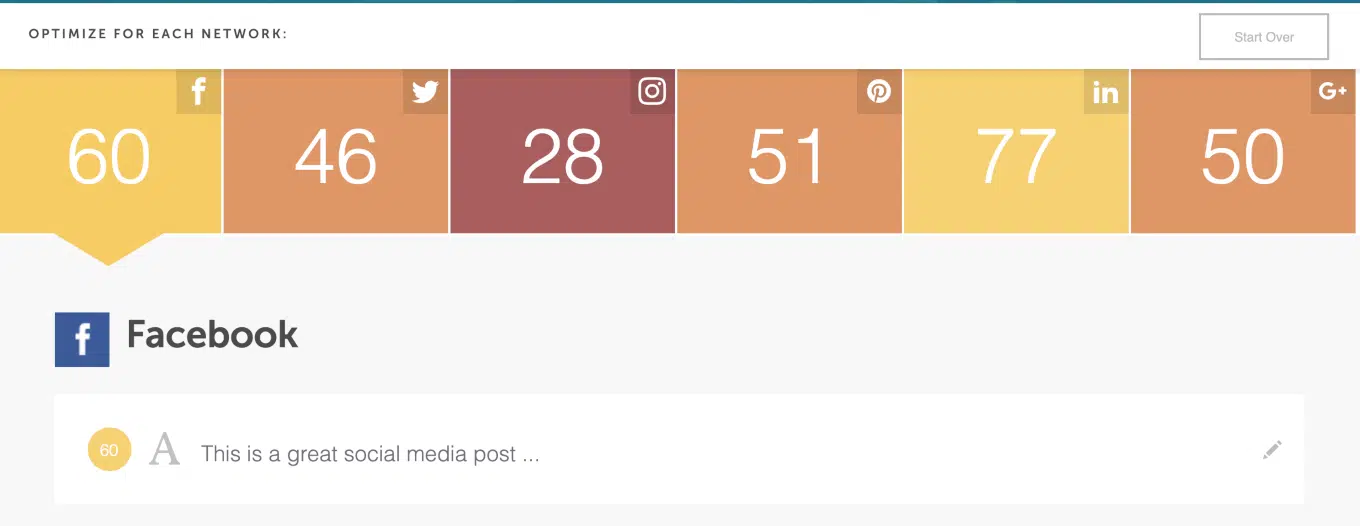 OPTIMIZE FOR EACH NETWORK:
Start Over
f
in
G+
60
46
28
51
77
50
f Facebook
60 A This is a great social media post ...